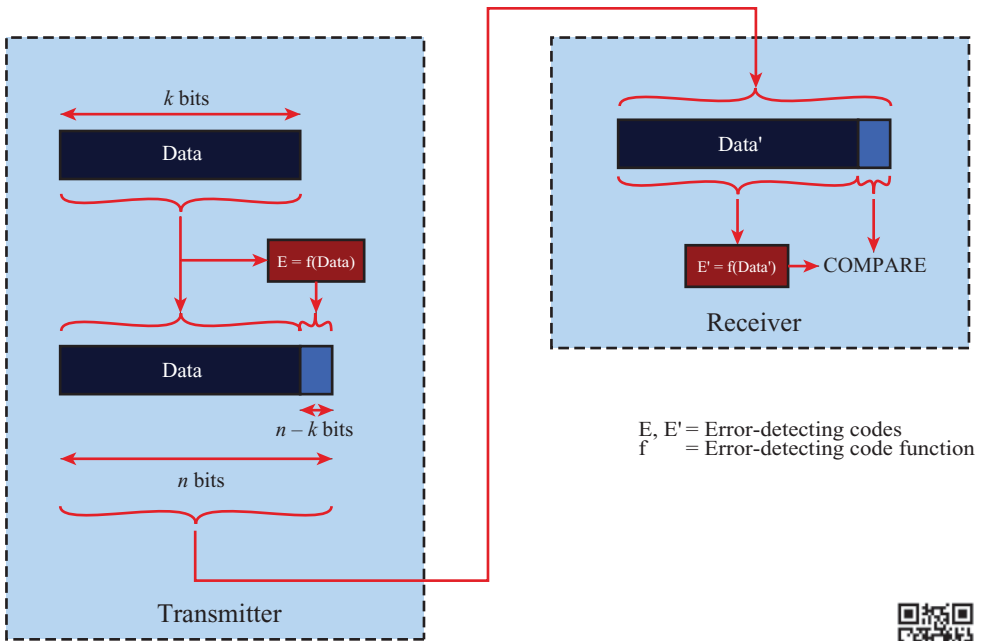 k bits
Data
E = f(Data)
Data
n – k bits
n bits
Transmitter
Data'
E' = f(Data')
COMPARE
Receiver
E, E' = Error-detecting codes
f = Error-detecting code function